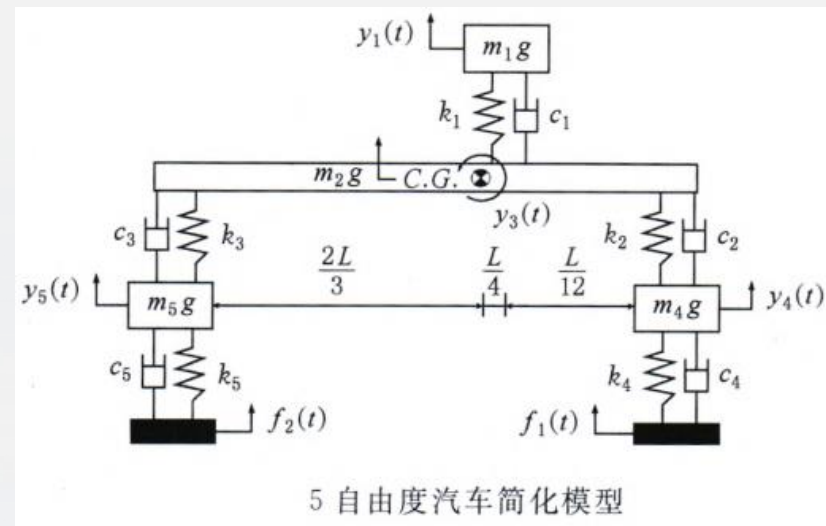 y₁(t)
m₁g
k₁
c₁
m₂g C.G.
y₃(t)
c₃
k₃
k₂
c₂
2L/3
L/4
L/12
y₅(t)
m₅g
m₄g
y₄(t)
c₅
k₅
k₄
c₄
f₂(t)
f₁(t)
5 自由度汽车简化模型